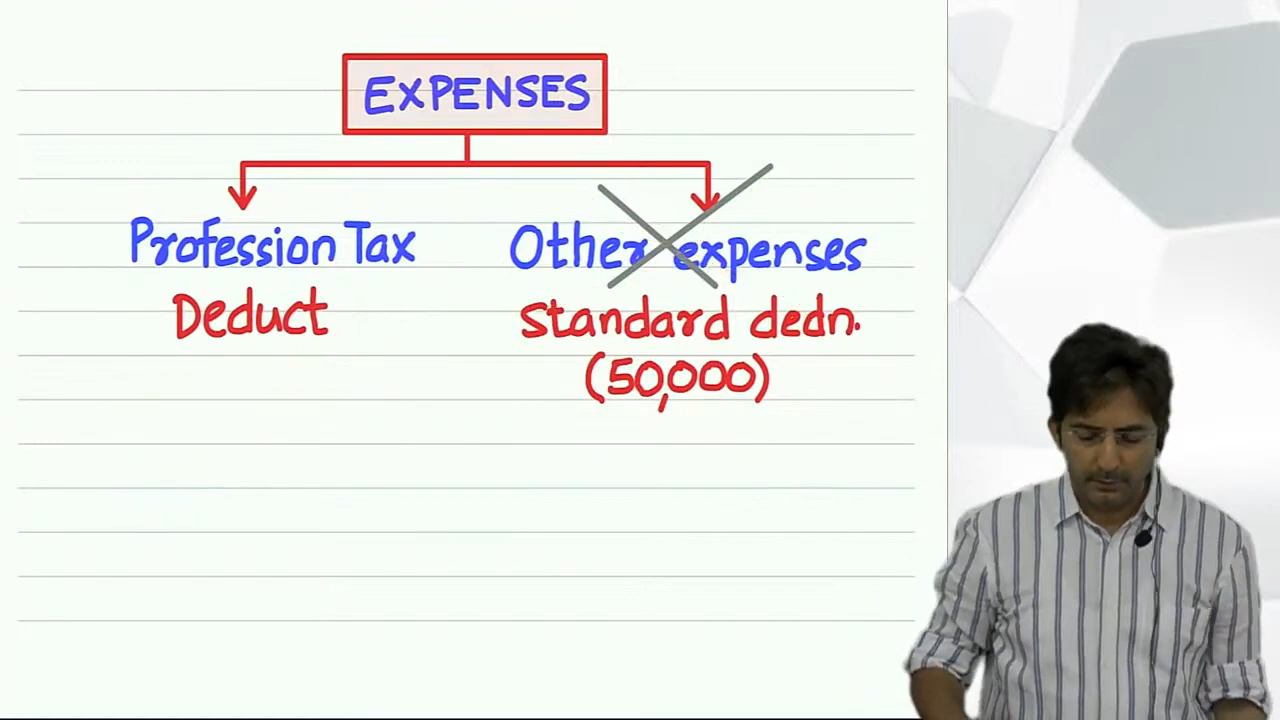 EXPENSES
Profession Tax
Other expenses
Deduct
Standard dedn.
(50,000)